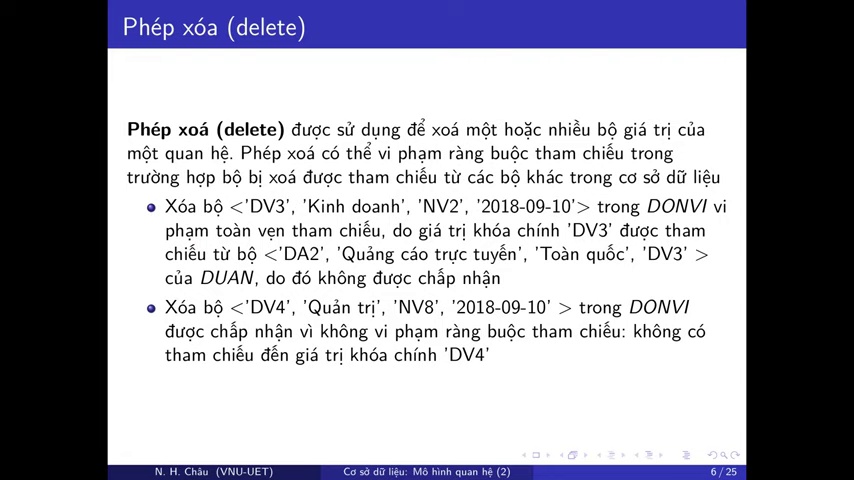 Phép xóa (delete)
Phép xoá (delete) được sử dụng để xoá một hoặc nhiều bộ giá trị của
một quan hệ. Phép xoá có thể vi phạm ràng buộc tham chiếu trong
trường hợp bộ bị xoá được tham chiếu từ các bộ khác trong cơ sở dữ liệu
Xóa bộ <'DV3', 'Kinh doanh', 'NV2', '2018-09-10'> trong DONVI vi
phạm toàn vẹn tham chiếu, do giá trị khóa chính 'DV3' được tham
chiếu từ bộ <'DA2', 'Quảng cáo trực tuyến', 'Toàn quốc', 'DV3' >
của DUAN, do đó không được chấp nhận
Xóa bộ <'DV4', 'Quản trị', 'NV8', '2018-09-10' > trong DONVI
được chấp nhận vì không vi phạm ràng buộc tham chiếu: không có
tham chiếu đến giá trị khóa chính 'DV4'
N. H. Châu (VNU-UET) Cơ sở dữ liệu: Mô hình quan hệ (2) 6 / 25